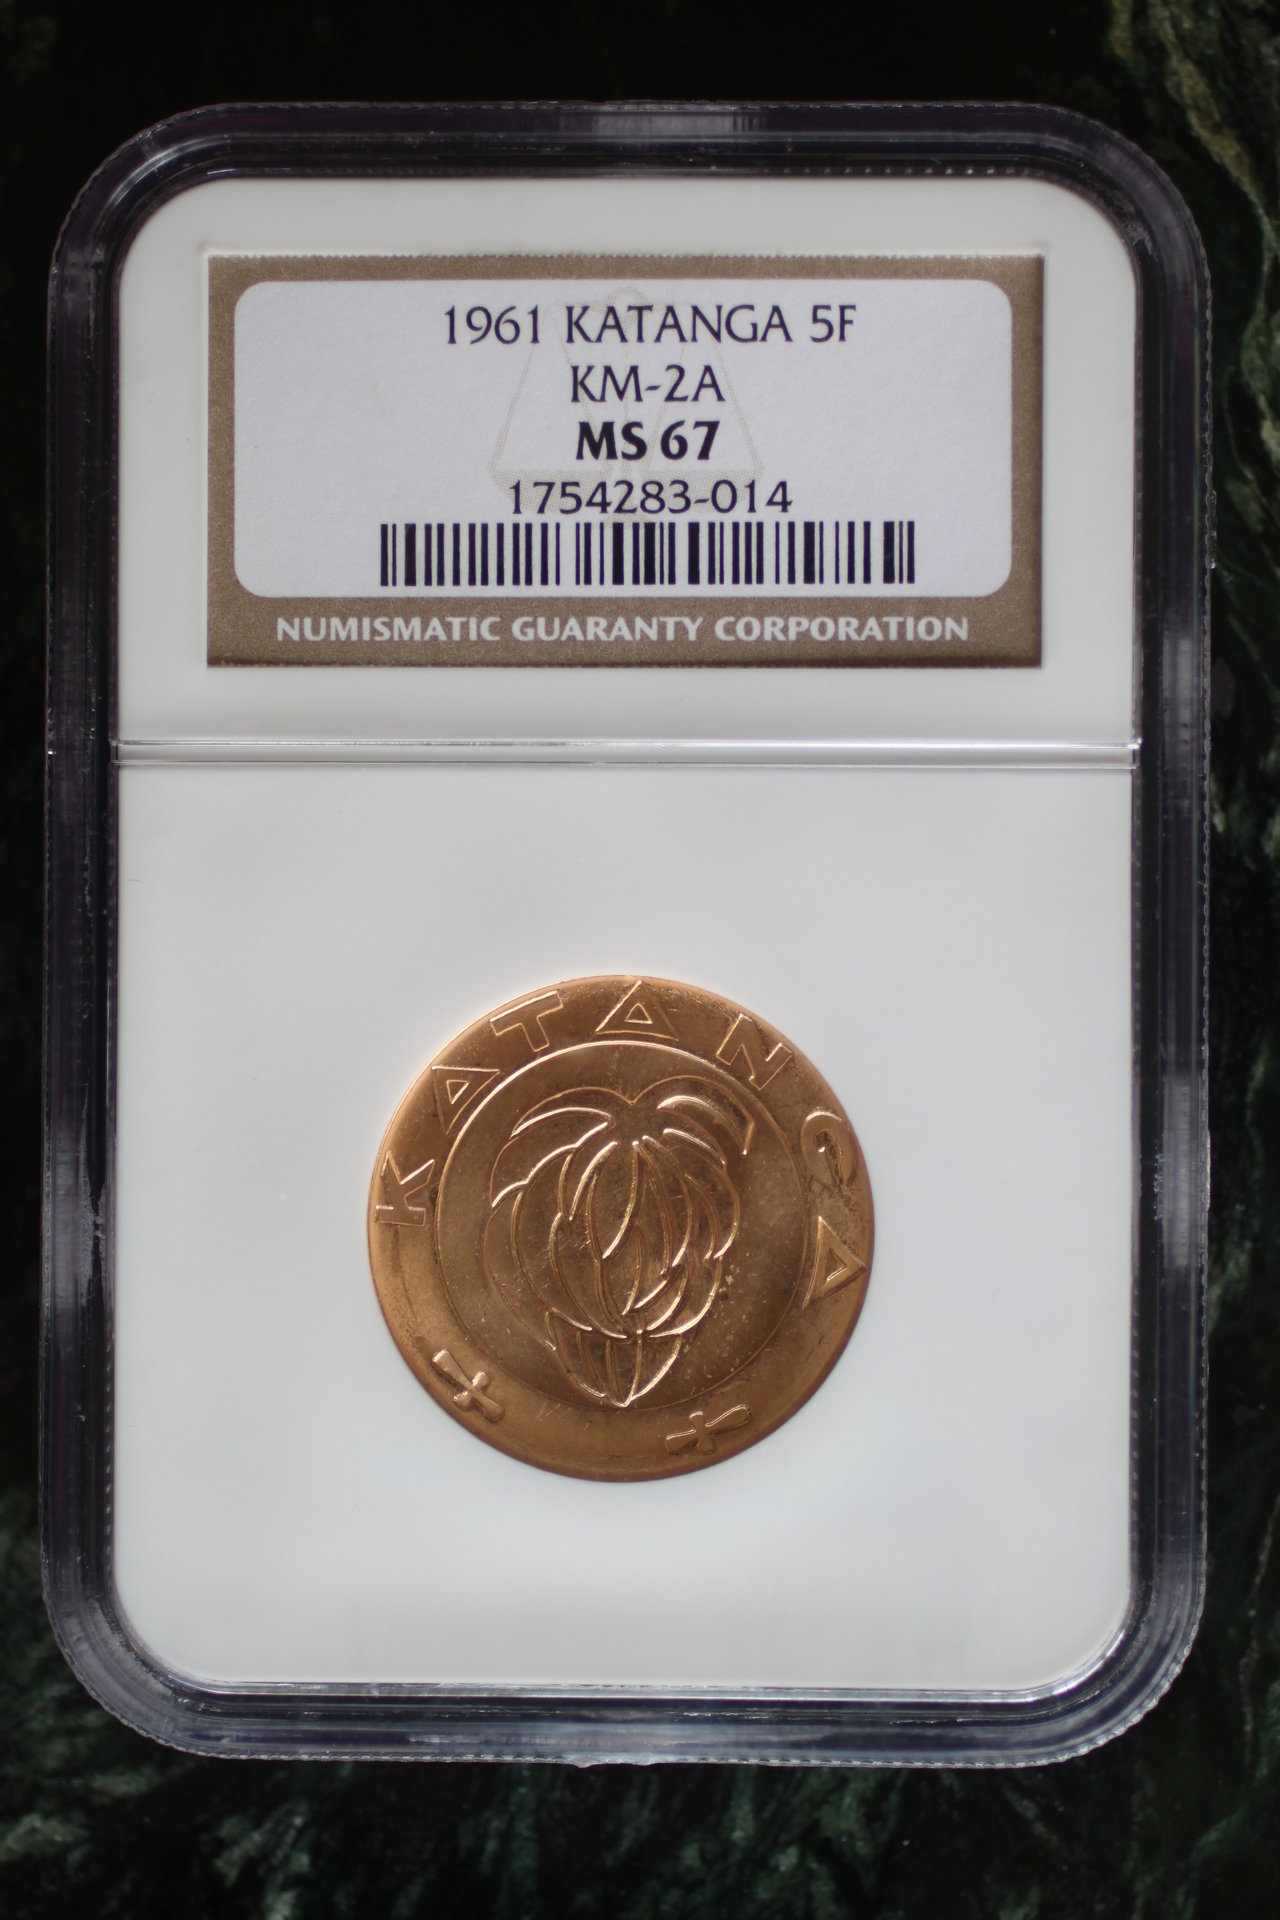 1961 KATANGA 5F
KM-2A
MS 67
1754283-014
NUMISMATIC GUARANTY CORPORATION
KATANGA